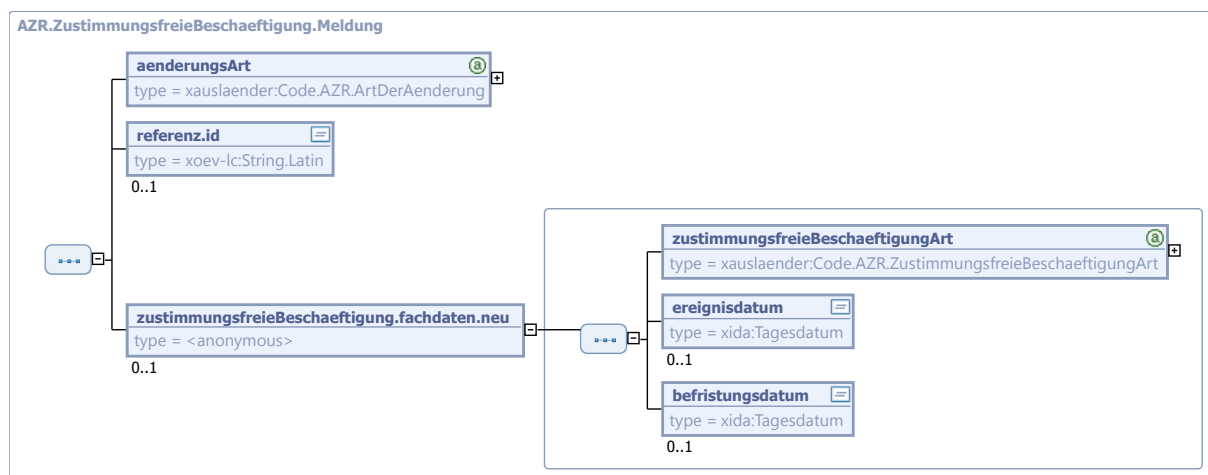 AZR.ZustimmungsfreieBeschaeftigung.Meldung
aenderungsArt
type = xauslaender:Code.AZR.ArtDerAenderung
referenz.id
type = xoev-lc:String.Latin
0..1
zustimmungsfreieBeschaeftigung.fachdaten.neu
type = <anonymous>
0..1
zustimmungsfreieBeschaeftigungArt
type = xauslaender:Code.AZR.ZustimmungsfreieBeschaeftigungArt
ereignisdatum
type = xida:Tagesdatum
0..1
befristungsdatum
type = xida:Tagesdatum
0..1